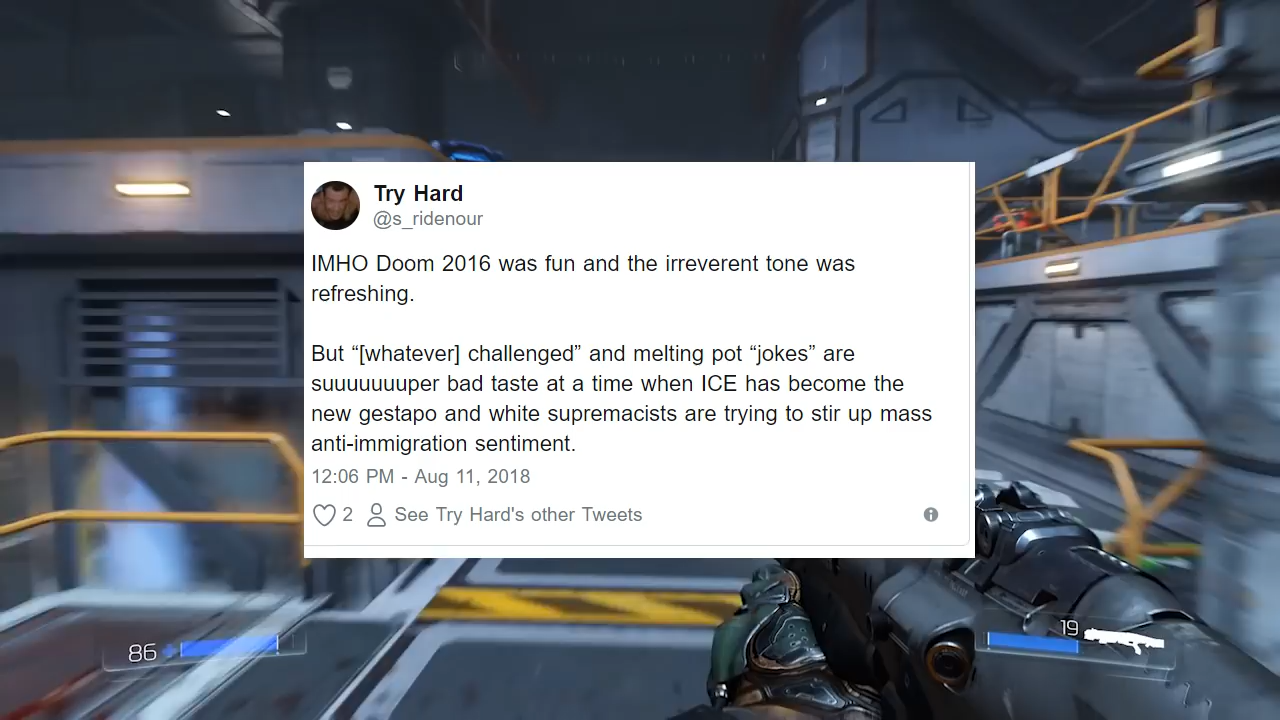 Try Hard
@s_ridenour
IMHO Doom 2016 was fun and the irreverent tone was
refreshing.
But “[whatever] challenged” and melting pot “jokes” are
suuuuuuuper bad taste at a time when ICE has become the
new gestapo and white supremacists are trying to stir up mass
anti-immigration sentiment.
12:06 PM - Aug 11, 2018
2 See Try Hard's other Tweets
86
19